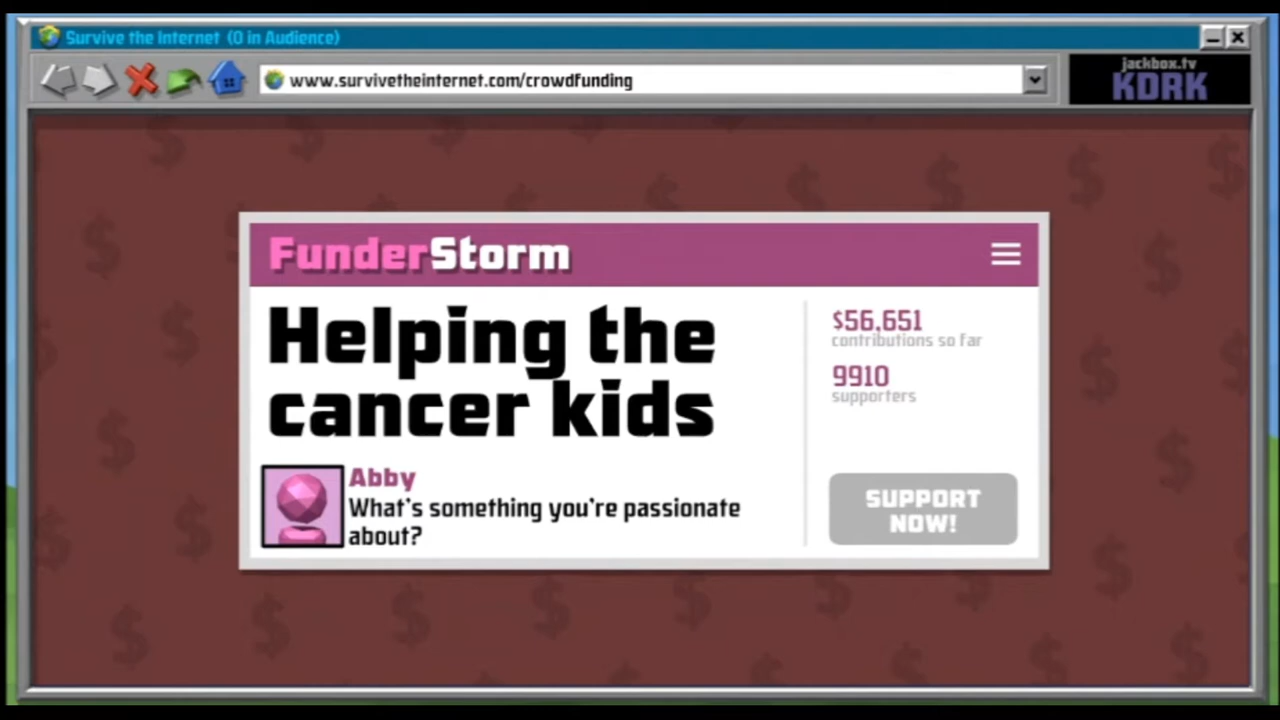 Survive the Internet (0 in Audience)
www.survivetheinternet.com/crowdfunding
jackbox.tv
KDRK
FunderStorm
Helping the
cancer kids
Abby
What's something you're passionate
about?
$56,651
contributions so far
9910
supporters
SUPPORT
NOW!